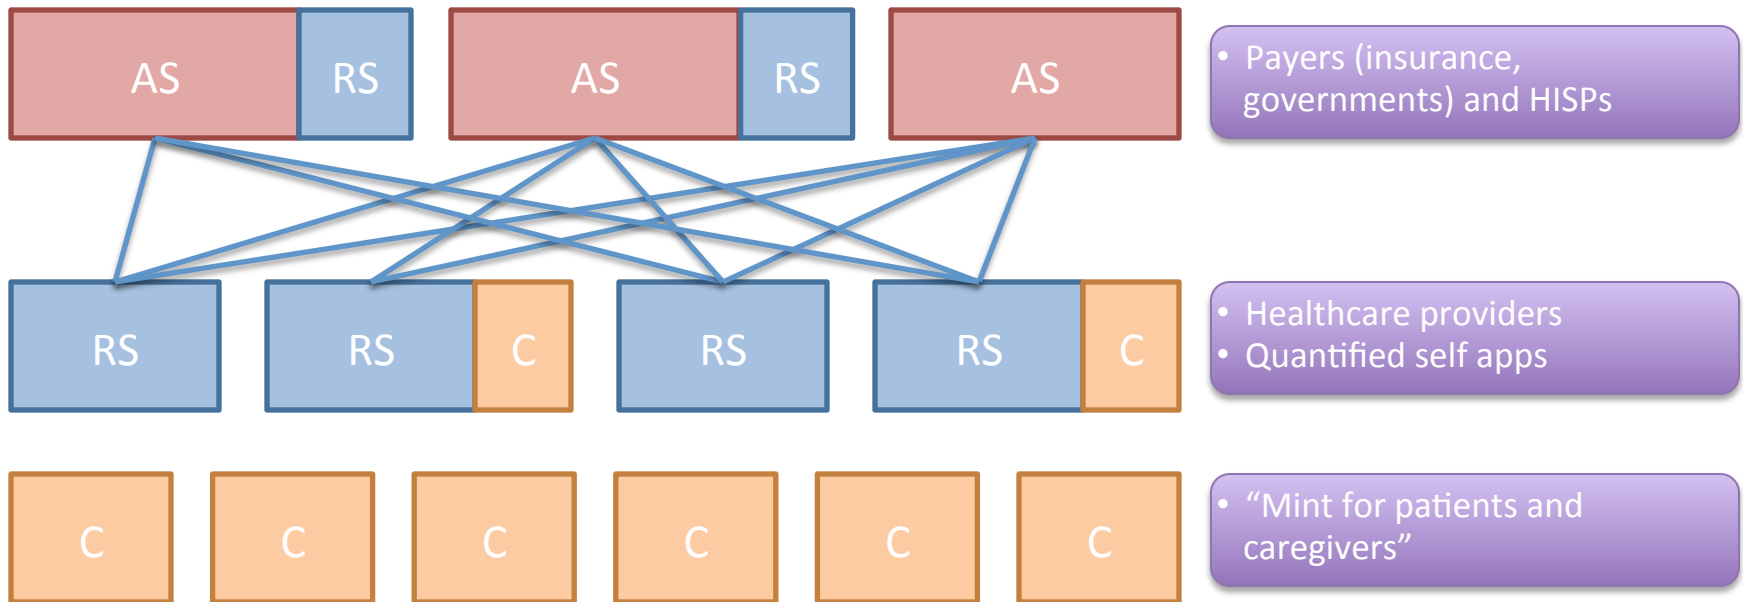 AS RS AS RS AS
• Payers (insurance,
governments) and HISPs
RS RS C RS RS C
• Healthcare providers
• Quantified self apps
C C C C C C
• “Mint for patients and
caregivers”